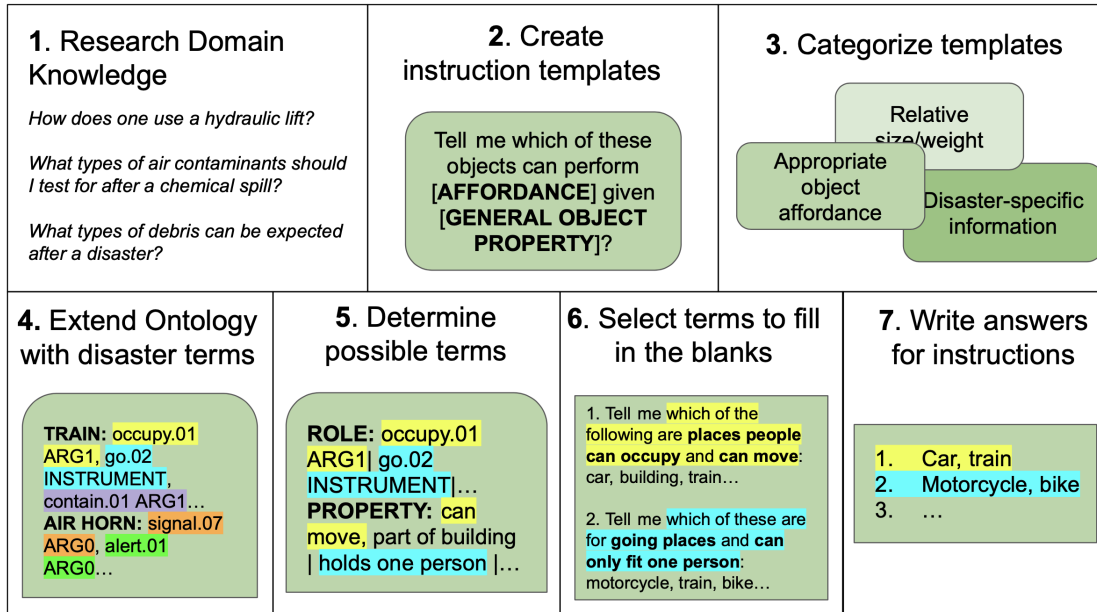 1. Research Domain
Knowledge
How does one use a hydraulic lift?
What types of air contaminants should
I test for after a chemical spill?
What types of debris can be expected
after a disaster?
2. Create
instruction templates
Tell me which of these
objects can perform
[AFFORDANCE] given
[GENERAL OBJECT
PROPERTY]?
3. Categorize templates
Relative
size/weight
Appropriate
object
affordance
Disaster-specific
information
4. Extend Ontology
with disaster terms
TRAIN: occupy.01
ARG1, go.02
INSTRUMENT,
contain.01 ARG1...
AIR HORN: signal.07
ARG0, alert.01
ARG0...
5. Determine
possible terms
ROLE: occupy.01
ARG1| go.02
INSTRUMENT|...
PROPERTY: can
move, part of building
| holds one person |...
6. Select terms to fill
in the blanks
1. Tell me which of the
following are places people
can occupy and can move:
car, building, train...
2. Tell me which of these are
for going places and can
only fit one person:
motorcycle, train, bike...
7. Write answers
for instructions
1. Car, train
2. Motorcycle, bike
3. ...